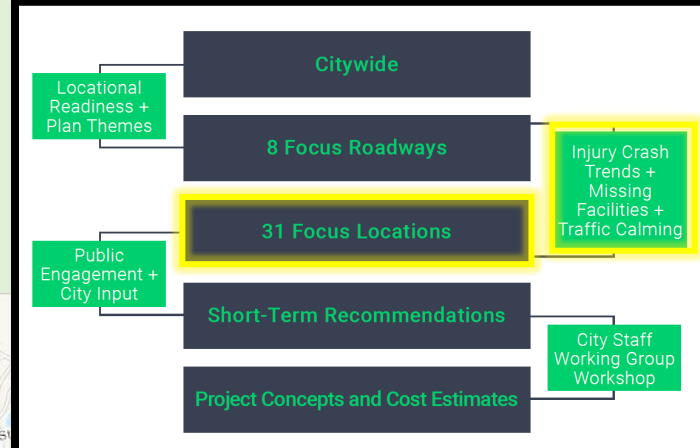 Citywide
Locational
Readiness +
Plan Themes
8 Focus Roadways
Injury Crash
Trends +
Missing
Facilities +
Traffic Calming
31 Focus Locations
Public
Engagement +
City Input
Short-Term Recommendations
City Staff
Working Group
Workshop
Project Concepts and Cost Estimates